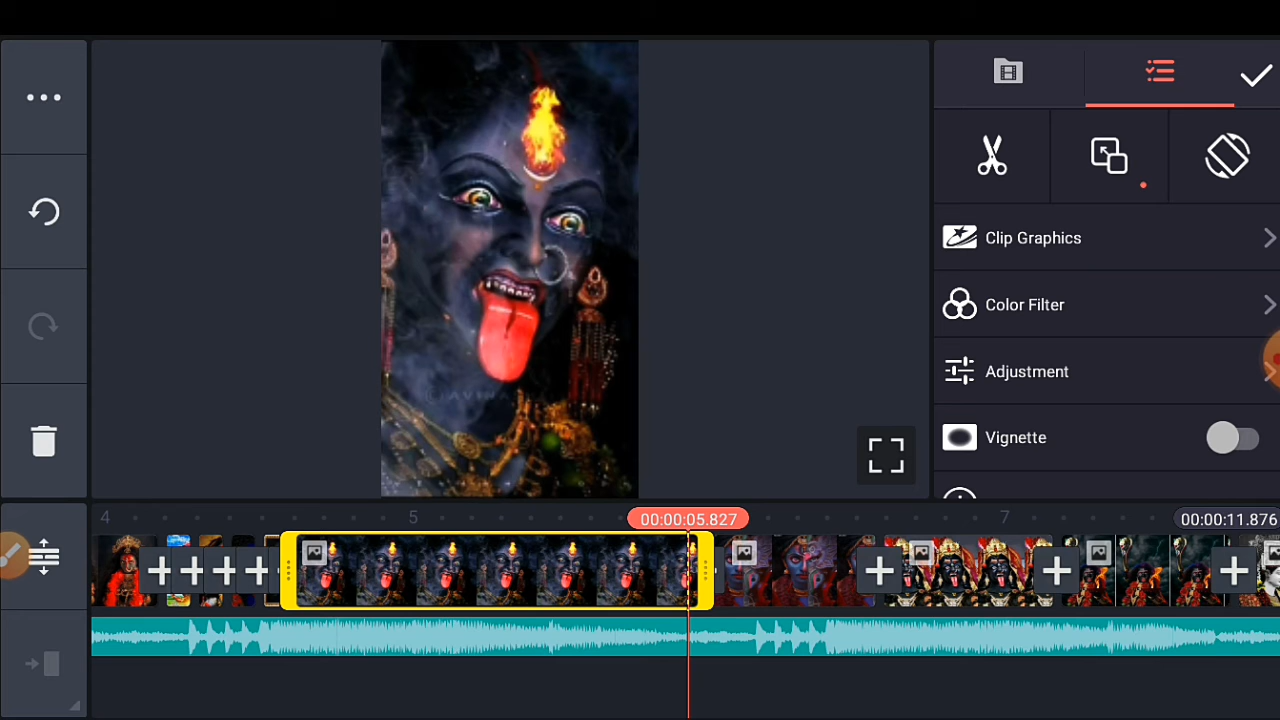 Clip Graphics
Color Filter
Adjustment
Vignette
4
5
00:00:05.827
7
00:00:11.876